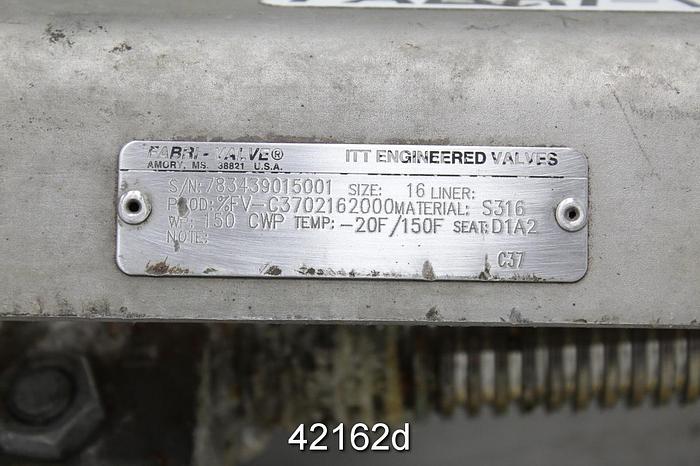 FABRI-VALVE® ITT ENGINEERED VALVES
AMORY, MS. 38821 U.S.A.
S/N: 783439015001 SIZE: 16 LINER:
PROD: %FV-C3702162000 MATERIAL: S316
W: 150 CWP TEMP: -20F/150F SEAT: D1A2
NOTE:
C37
42162d